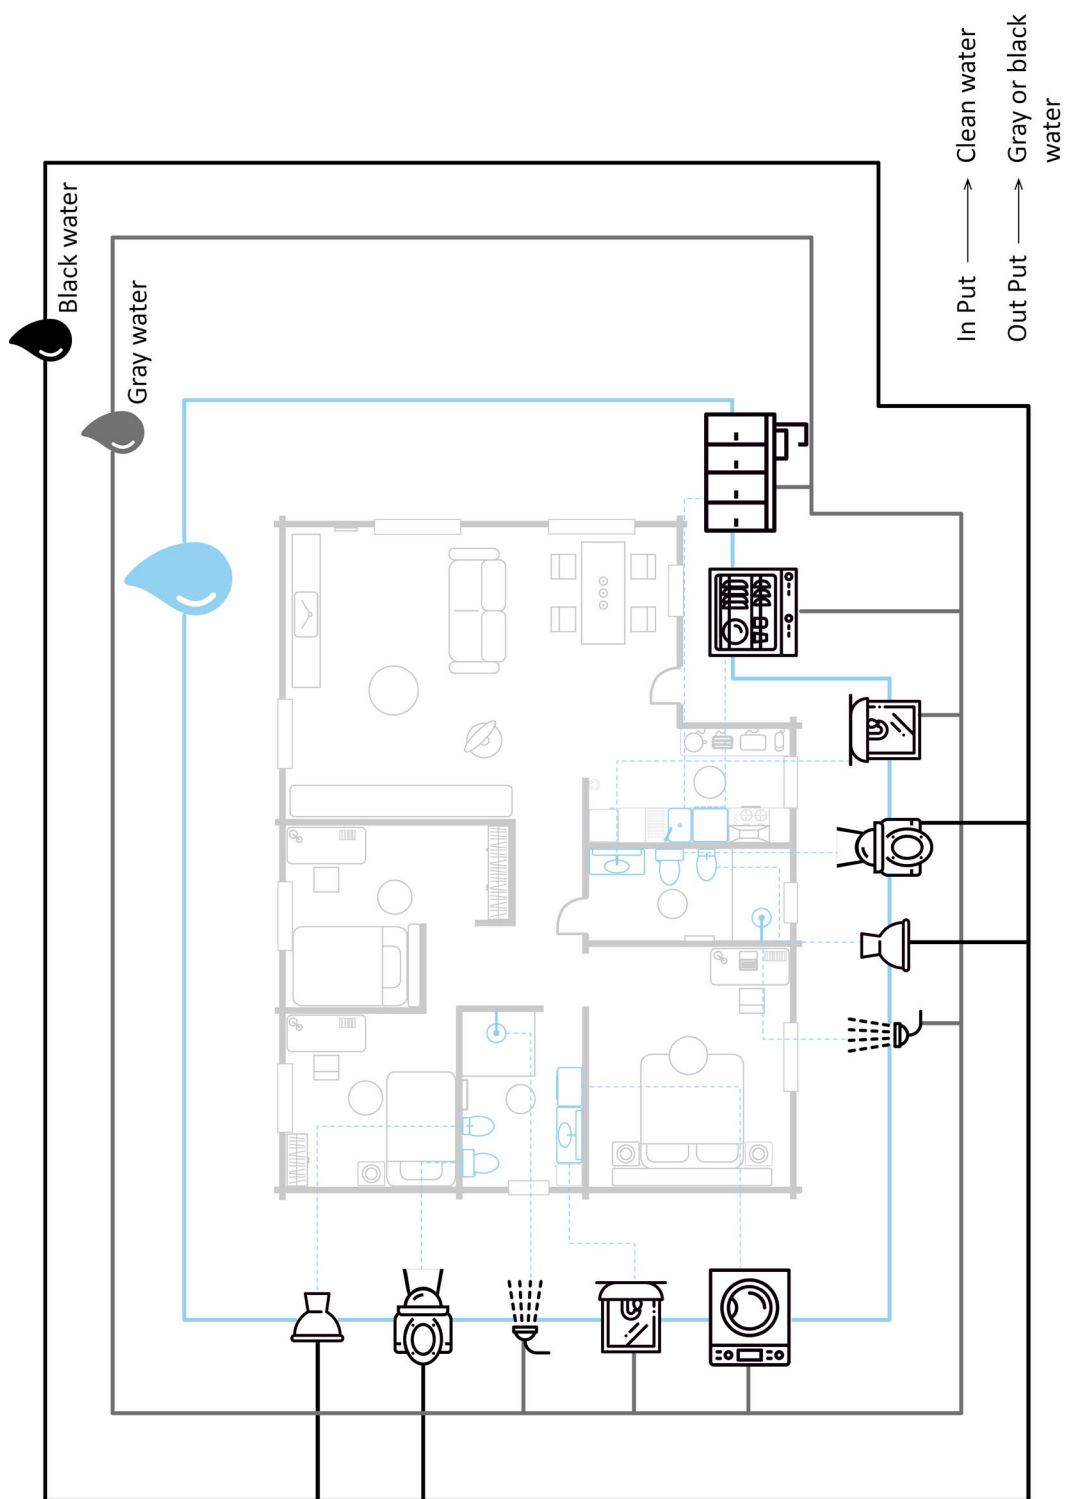 Black water
Gray water
In Put ⟶ Clean water
Out Put ⟶ Gray or black
water